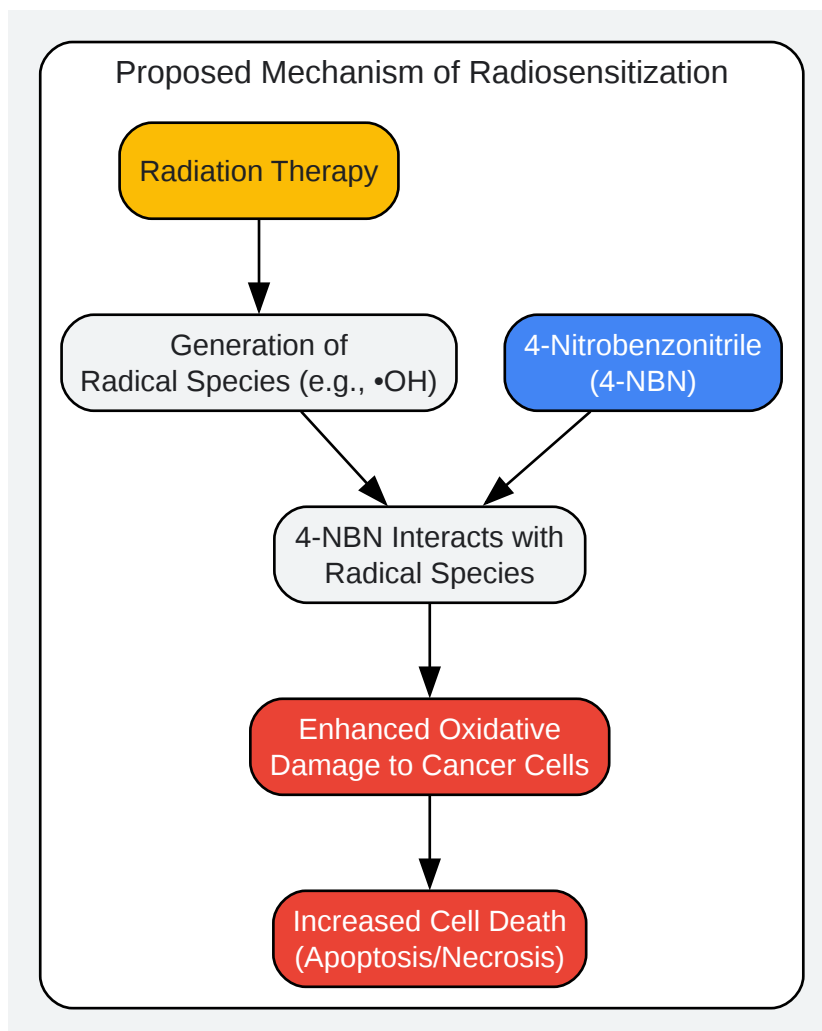 Proposed Mechanism of Radiosensitization
Radiation Therapy
Generation of
Radical Species (e.g., •OH)
4-Nitrobenzonitrile
(4-NBN)
4-NBN Interacts with
Radical Species
Enhanced Oxidative
Damage to Cancer Cells
Increased Cell Death
(Apoptosis/Necrosis)